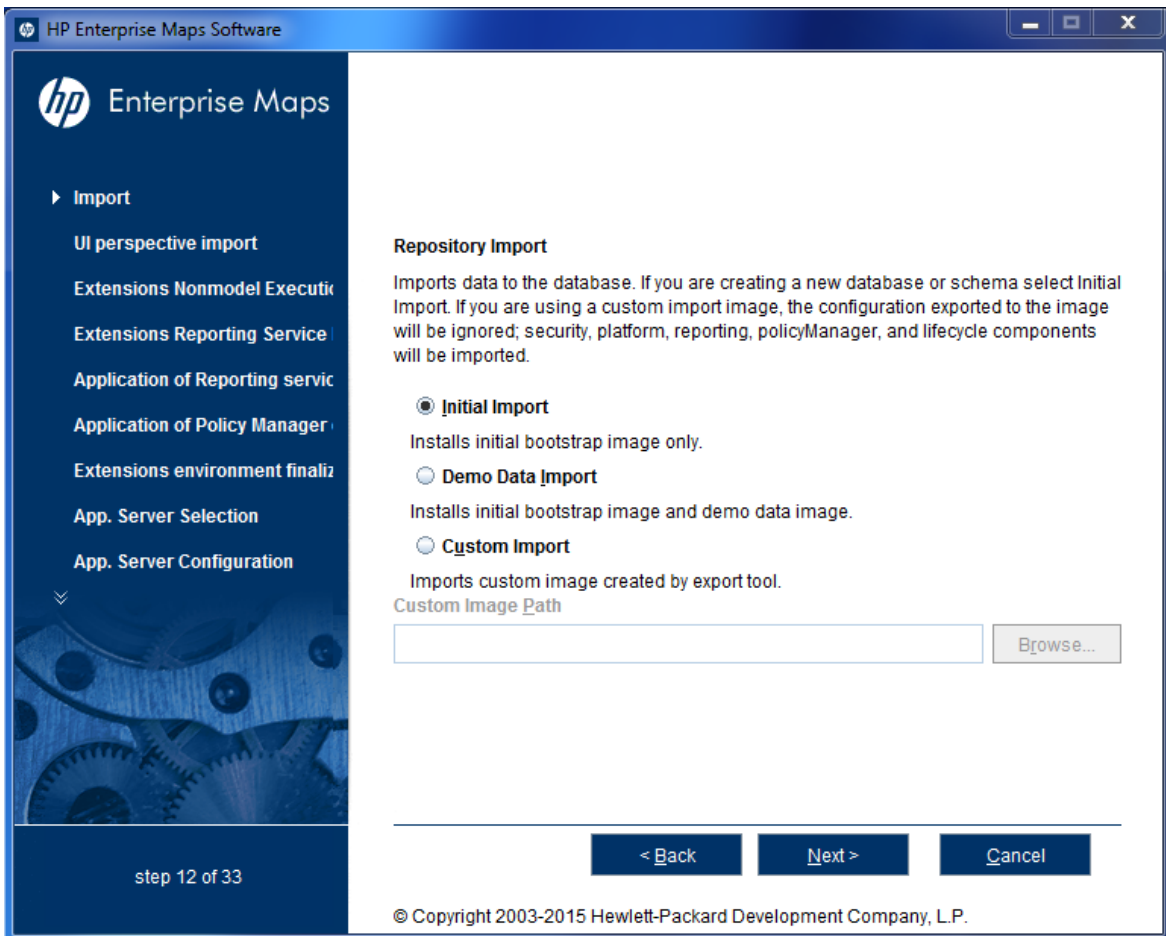 HP Enterprise Maps Software
hp Enterprise Maps
Import
UI perspective import
Extensions Nonmodel Executic
Extensions Reporting Service
Application of Reporting servic
Application of Policy Manager
Extensions environment finaliz
App. Server Selection
App. Server Configuration
step 12 of 33
Repository Import
Imports data to the database. If you are creating a new database or schema select Initial
Import. If you are using a custom import image, the configuration exported to the image
will be ignored; security, platform, reporting, policyManager, and lifecycle components
will be imported.
Initial Import
Installs initial bootstrap image only.
Demo Data Import
Installs initial bootstrap image and demo data image.
Custom Import
Imports custom image created by export tool.
Custom Image Path
Browse...
< Back Next > Cancel
© Copyright 2003-2015 Hewlett-Packard Development Company, L.P.